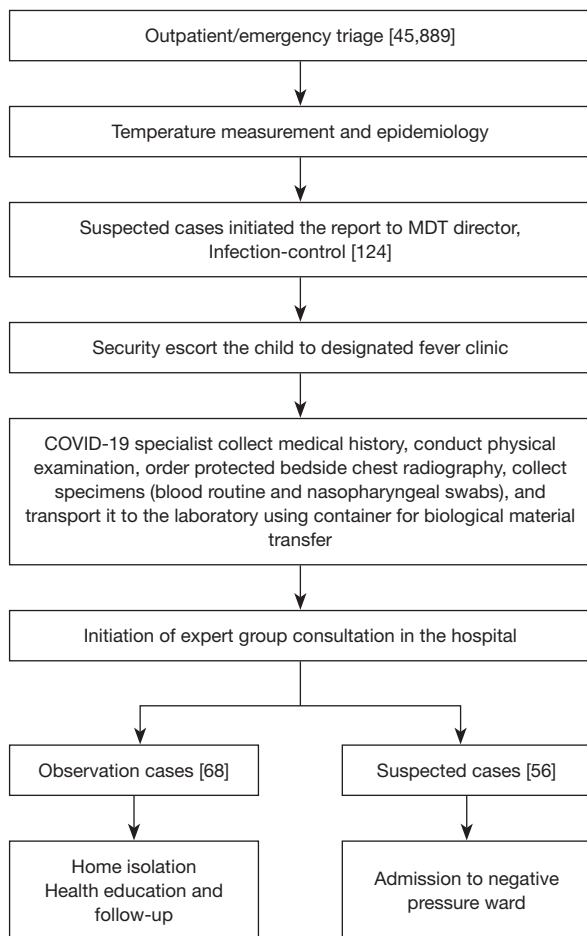 Outpatient/emergency triage [45,889]
Temperature measurement and epidemiology
Suspected cases initiated the report to MDT director,
Infection-control [124]
Security escort the child to designated fever clinic
COVID-19 specialist collect medical history, conduct physical
examination, order protected bedside chest radiography, collect
specimens (blood routine and nasopharyngeal swabs), and
transport it to the laboratory using container for biological material
transfer
Initiation of expert group consultation in the hospital
Observation cases [68]
Suspected cases [56]
Home isolation
Health education and
follow-up
Admission to negative
pressure ward